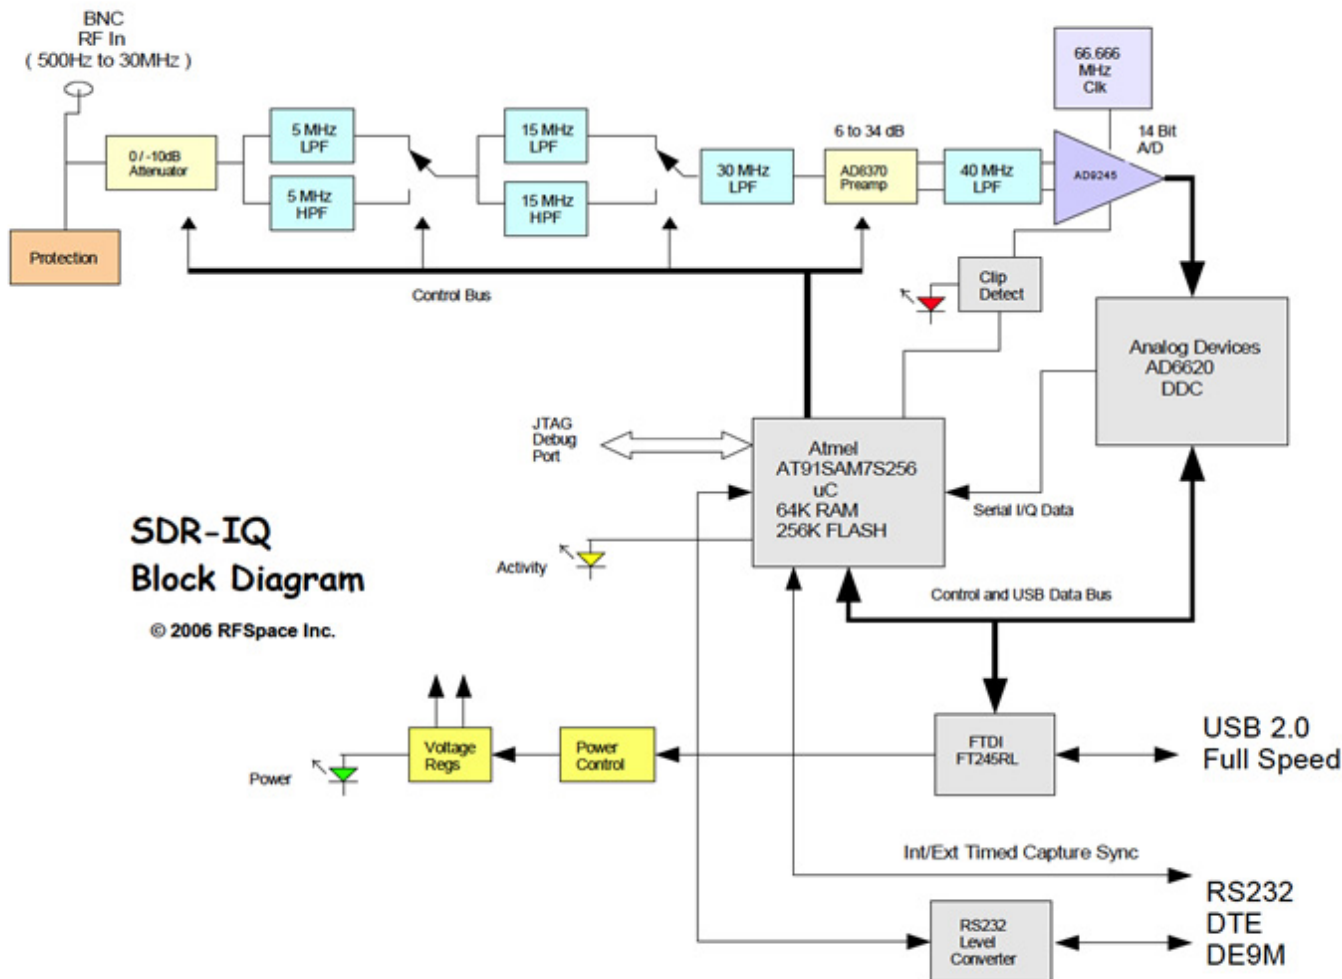 BNC
RF In
( 500Hz to 30MHz )
66.666
MHz
Clk
5 MHz
LPF
15 MHz
LPF
6 to 34 dB
14 Bit
A/D
0 / -10dB
Attenuator
30 MHz
LPF
AD8370
Preamp
40 MHz
LPF
AD9245
5 MHz
HPF
15 MHz
HPF
Protection
Control Bus
Clip
Detect
Analog Devices
AD6620
DDC
JTAG
Debug
Port
Atmel
AT91SAM7S256
uC
64K RAM
256K FLASH
Serial I/Q Data
SDR-IQ
Block Diagram
© 2006 RFSpace Inc.
Activity
Control and USB Data Bus
Voltage
Regs
Power
Control
Power
FTDI
FT245RL
USB 2.0
Full Speed
Int/Ext Timed Capture Sync
RS232
DTE
DE9M
RS232
Level
Converter